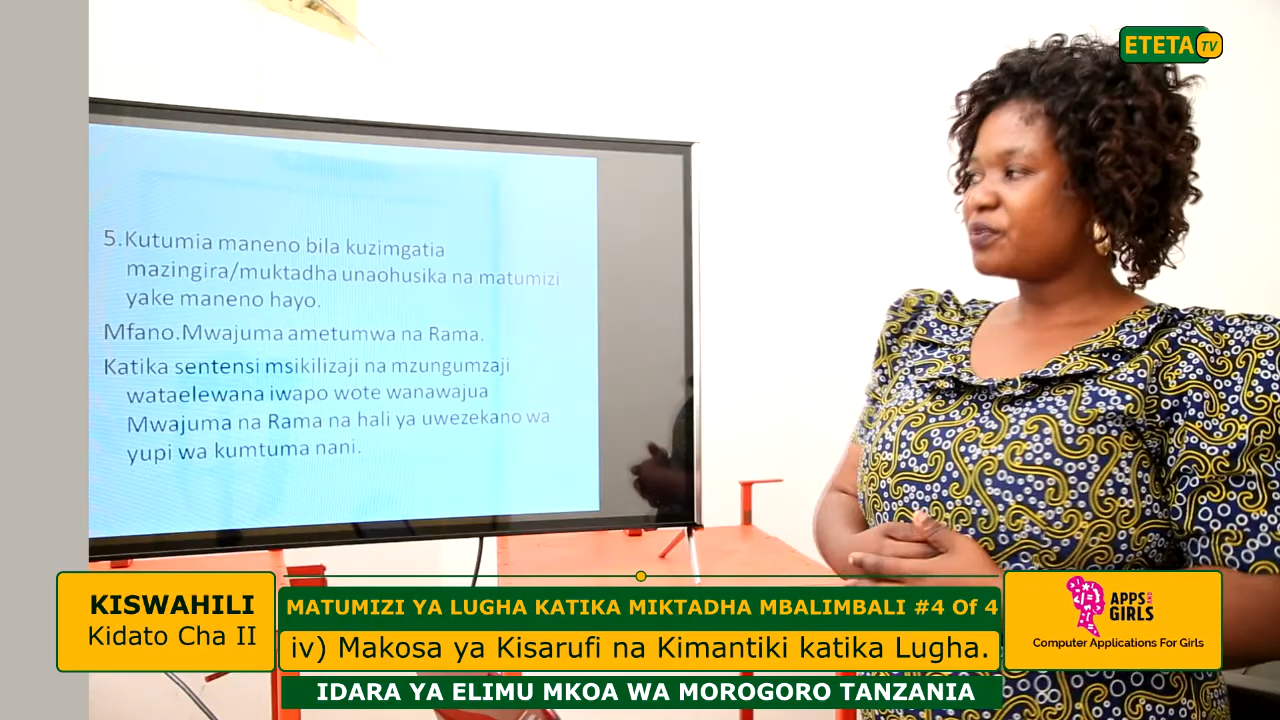 ETETA TV
5.Kutumia maneno bila kuzimgatia
mazingira/muktadha unaohusika na matumizi
yake maneno hayo.
Mfano.Mwajuma ametumwa na Rama.
Katika sentensi msikilizaji na mzungumzaji
wataelewana iwapo wote wanawajua
Mwajuma na Rama na hali ya uwezekano wa
yupi wa kumtuma nani.
KISWAHILI
Kidato Cha II
MATUMIZI YA LUGHA KATIKA MIKTADHA MBALIMBALI #4 Of 4
iv) Makosa ya Kisarufi na Kimantiki katika Lugha.
IDARA YA ELIMU MKOA WA MOROGORO TANZANIA
APPS AND
GIRLS
Computer Applications For Girls